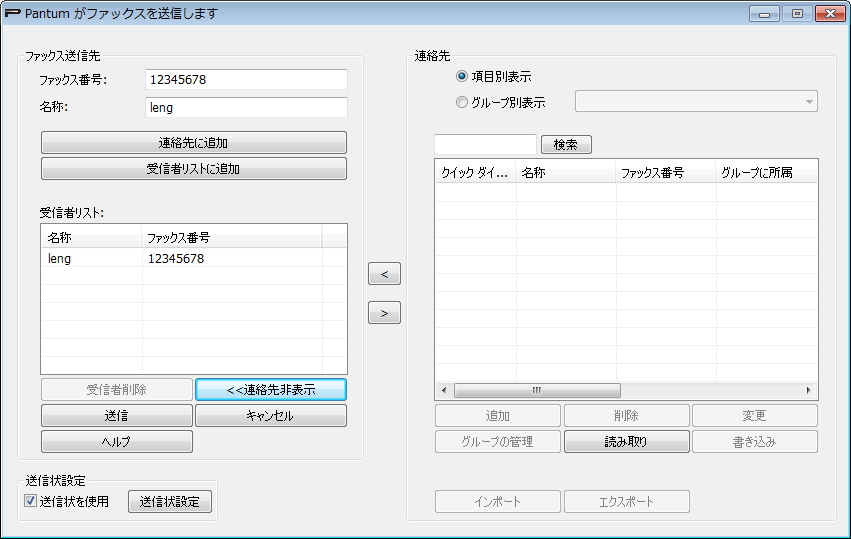 Pantum がファックスを送信します
ファックス送信先
ファックス番号: 12345678
名称: leng
連絡先に追加
受信者リストに追加
受信者リスト:
名称 ファックス番号
leng 12345678
受信者削除 <<連絡先非表示
送信 キャンセル
ヘルプ
送信状設定
送信状を使用 送信状設定
<
>
連絡先
項目別表示
グループ別表示
検索
クイック ダイ... 名称 ファックス番号 グループに所属
追加 削除 変更
グループの管理 読み取り 書き込み
インポート エクスポート